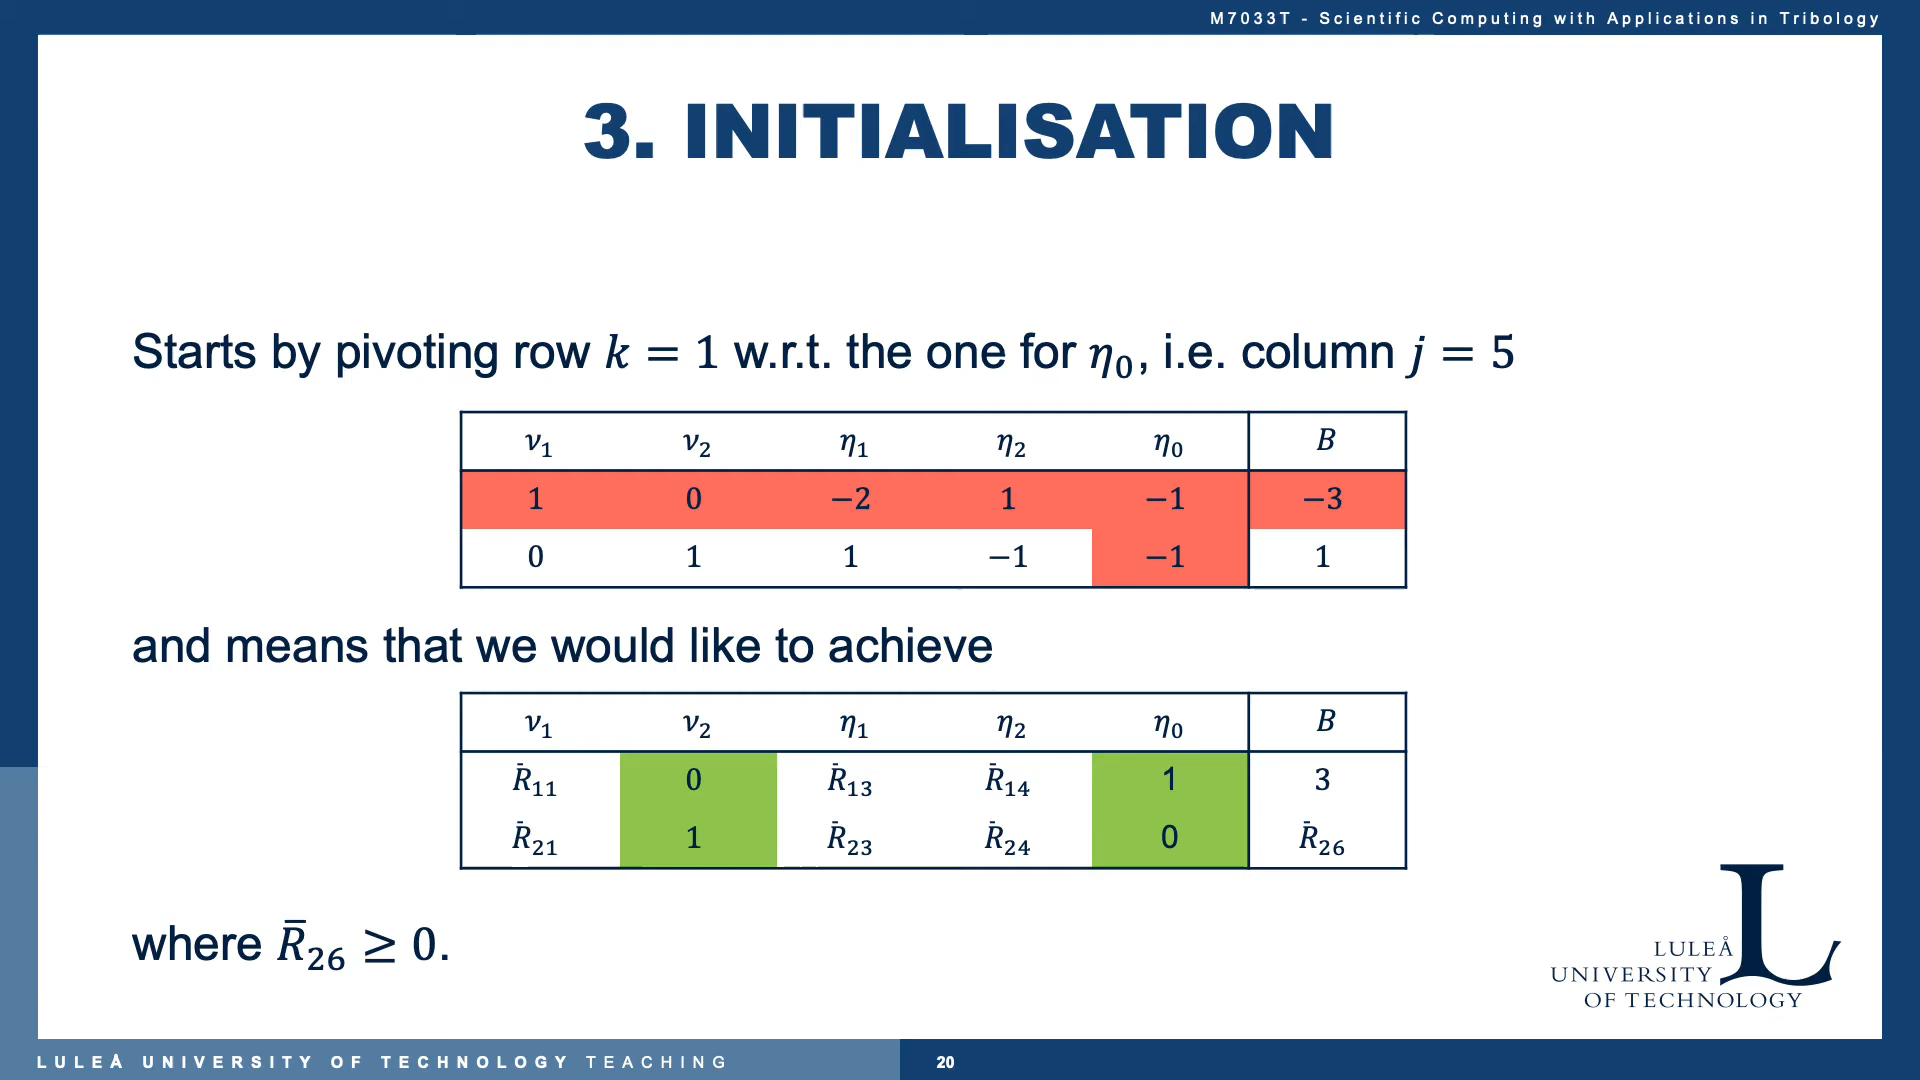 M7033T - Scientific Computing with Applications in Tribology
3. INITIALISATION
Starts by pivoting row k = 1 w.r.t. the one for η₀, i.e. column j = 5
ν₁ ν₂ η₁ η₂ η₀ B
1 0 −2 1 −1 −3
0 1 1 −1 −1 1
and means that we would like to achieve
ν₁ ν₂ η₁ η₂ η₀ B
R̄₁₁ 0 R̄₁₃ R̄₁₄ 1 3
R̄₂₁ 1 R̄₂₃ R̄₂₄ 0 R̄₂₆
where R̄₂₆ ≥ 0.
L
LULEÅ
UNIVERSITY
OF TECHNOLOGY
LULEÅ UNIVERSITY OF TECHNOLOGY TEACHING
20